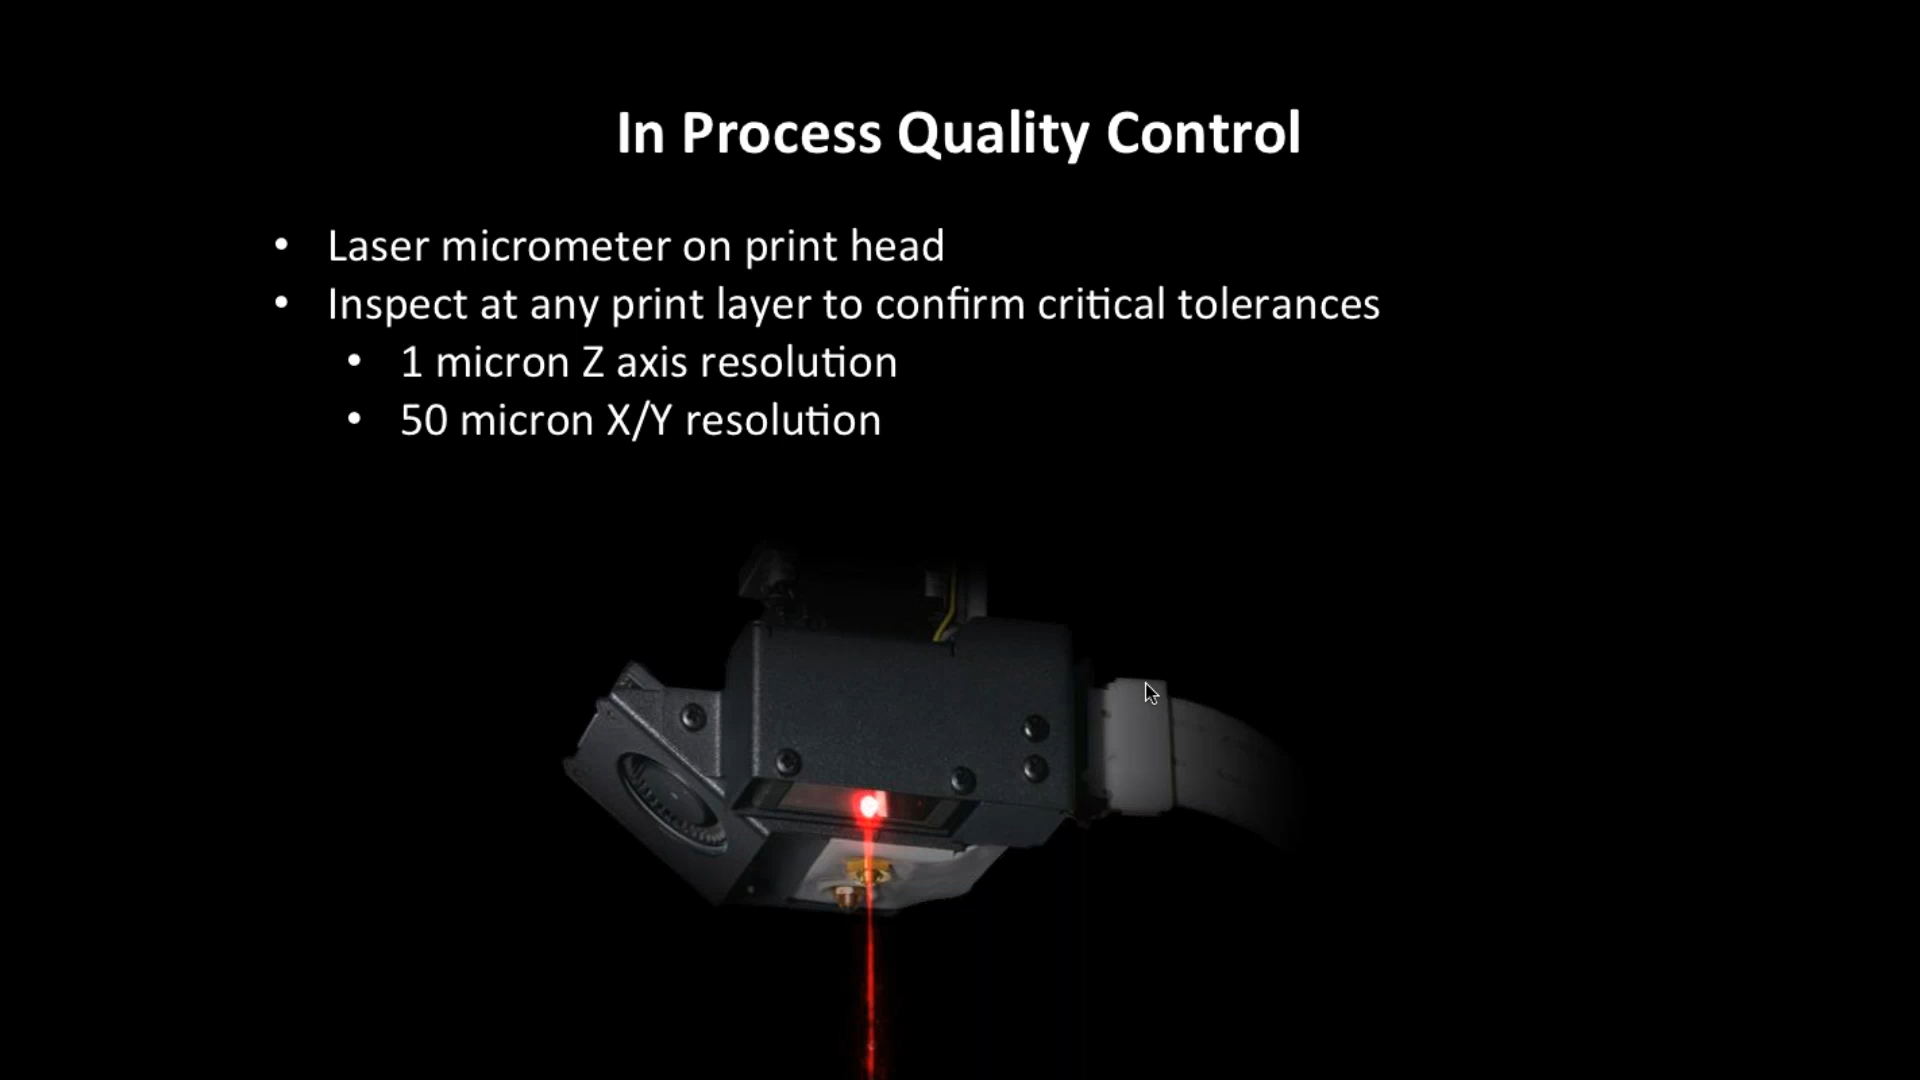 In Process Quality Control
• Laser micrometer on print head
• Inspect at any print layer to confirm critical tolerances
• 1 micron Z axis resolution
• 50 micron X/Y resolution